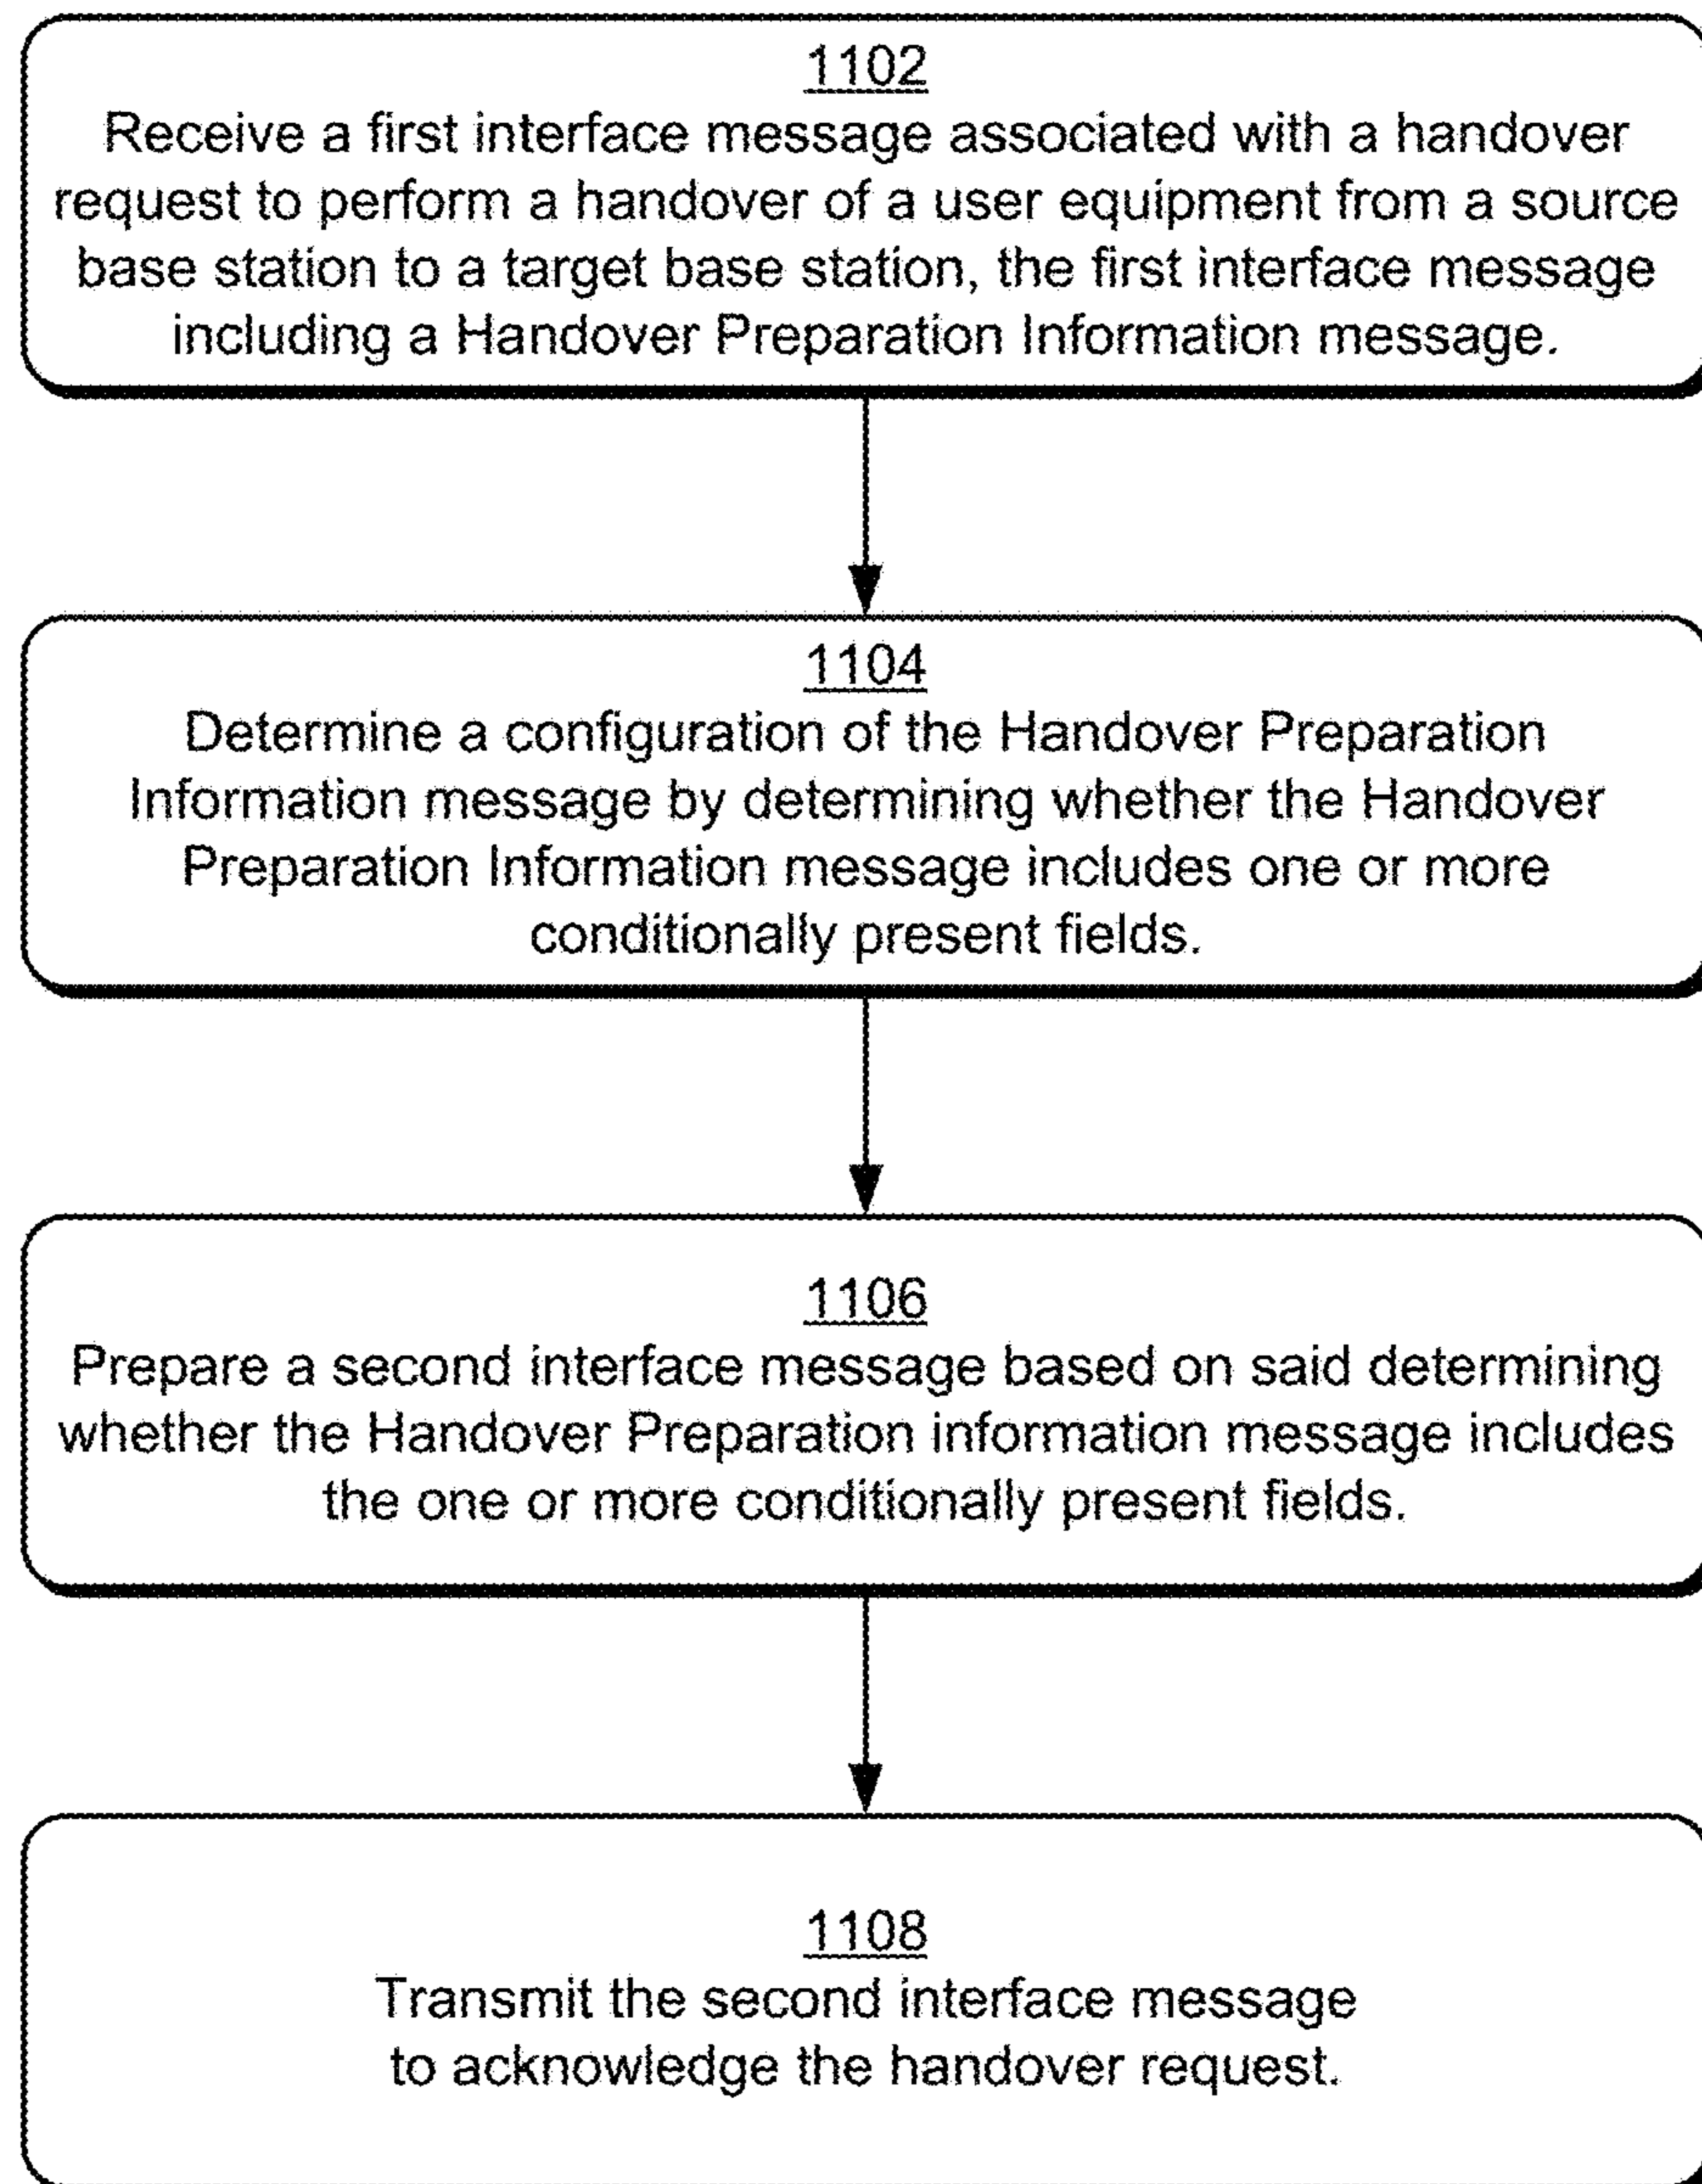 1102
Receive a first interface message associated with a handover
request to perform a handover of a user equipment from a source
base station to a target base station, the first interface message
including a Handover Preparation Information message.
1104
Determine a configuration of the Handover Preparation
Information message by determining whether the Handover
Preparation Information message includes one or more
conditionally present fields.
1106
Prepare a second interface message based on said determining
whether the Handover Preparation information message includes
the one or more conditionally present fields.
1108
Transmit the second interface message
to acknowledge the handover request.